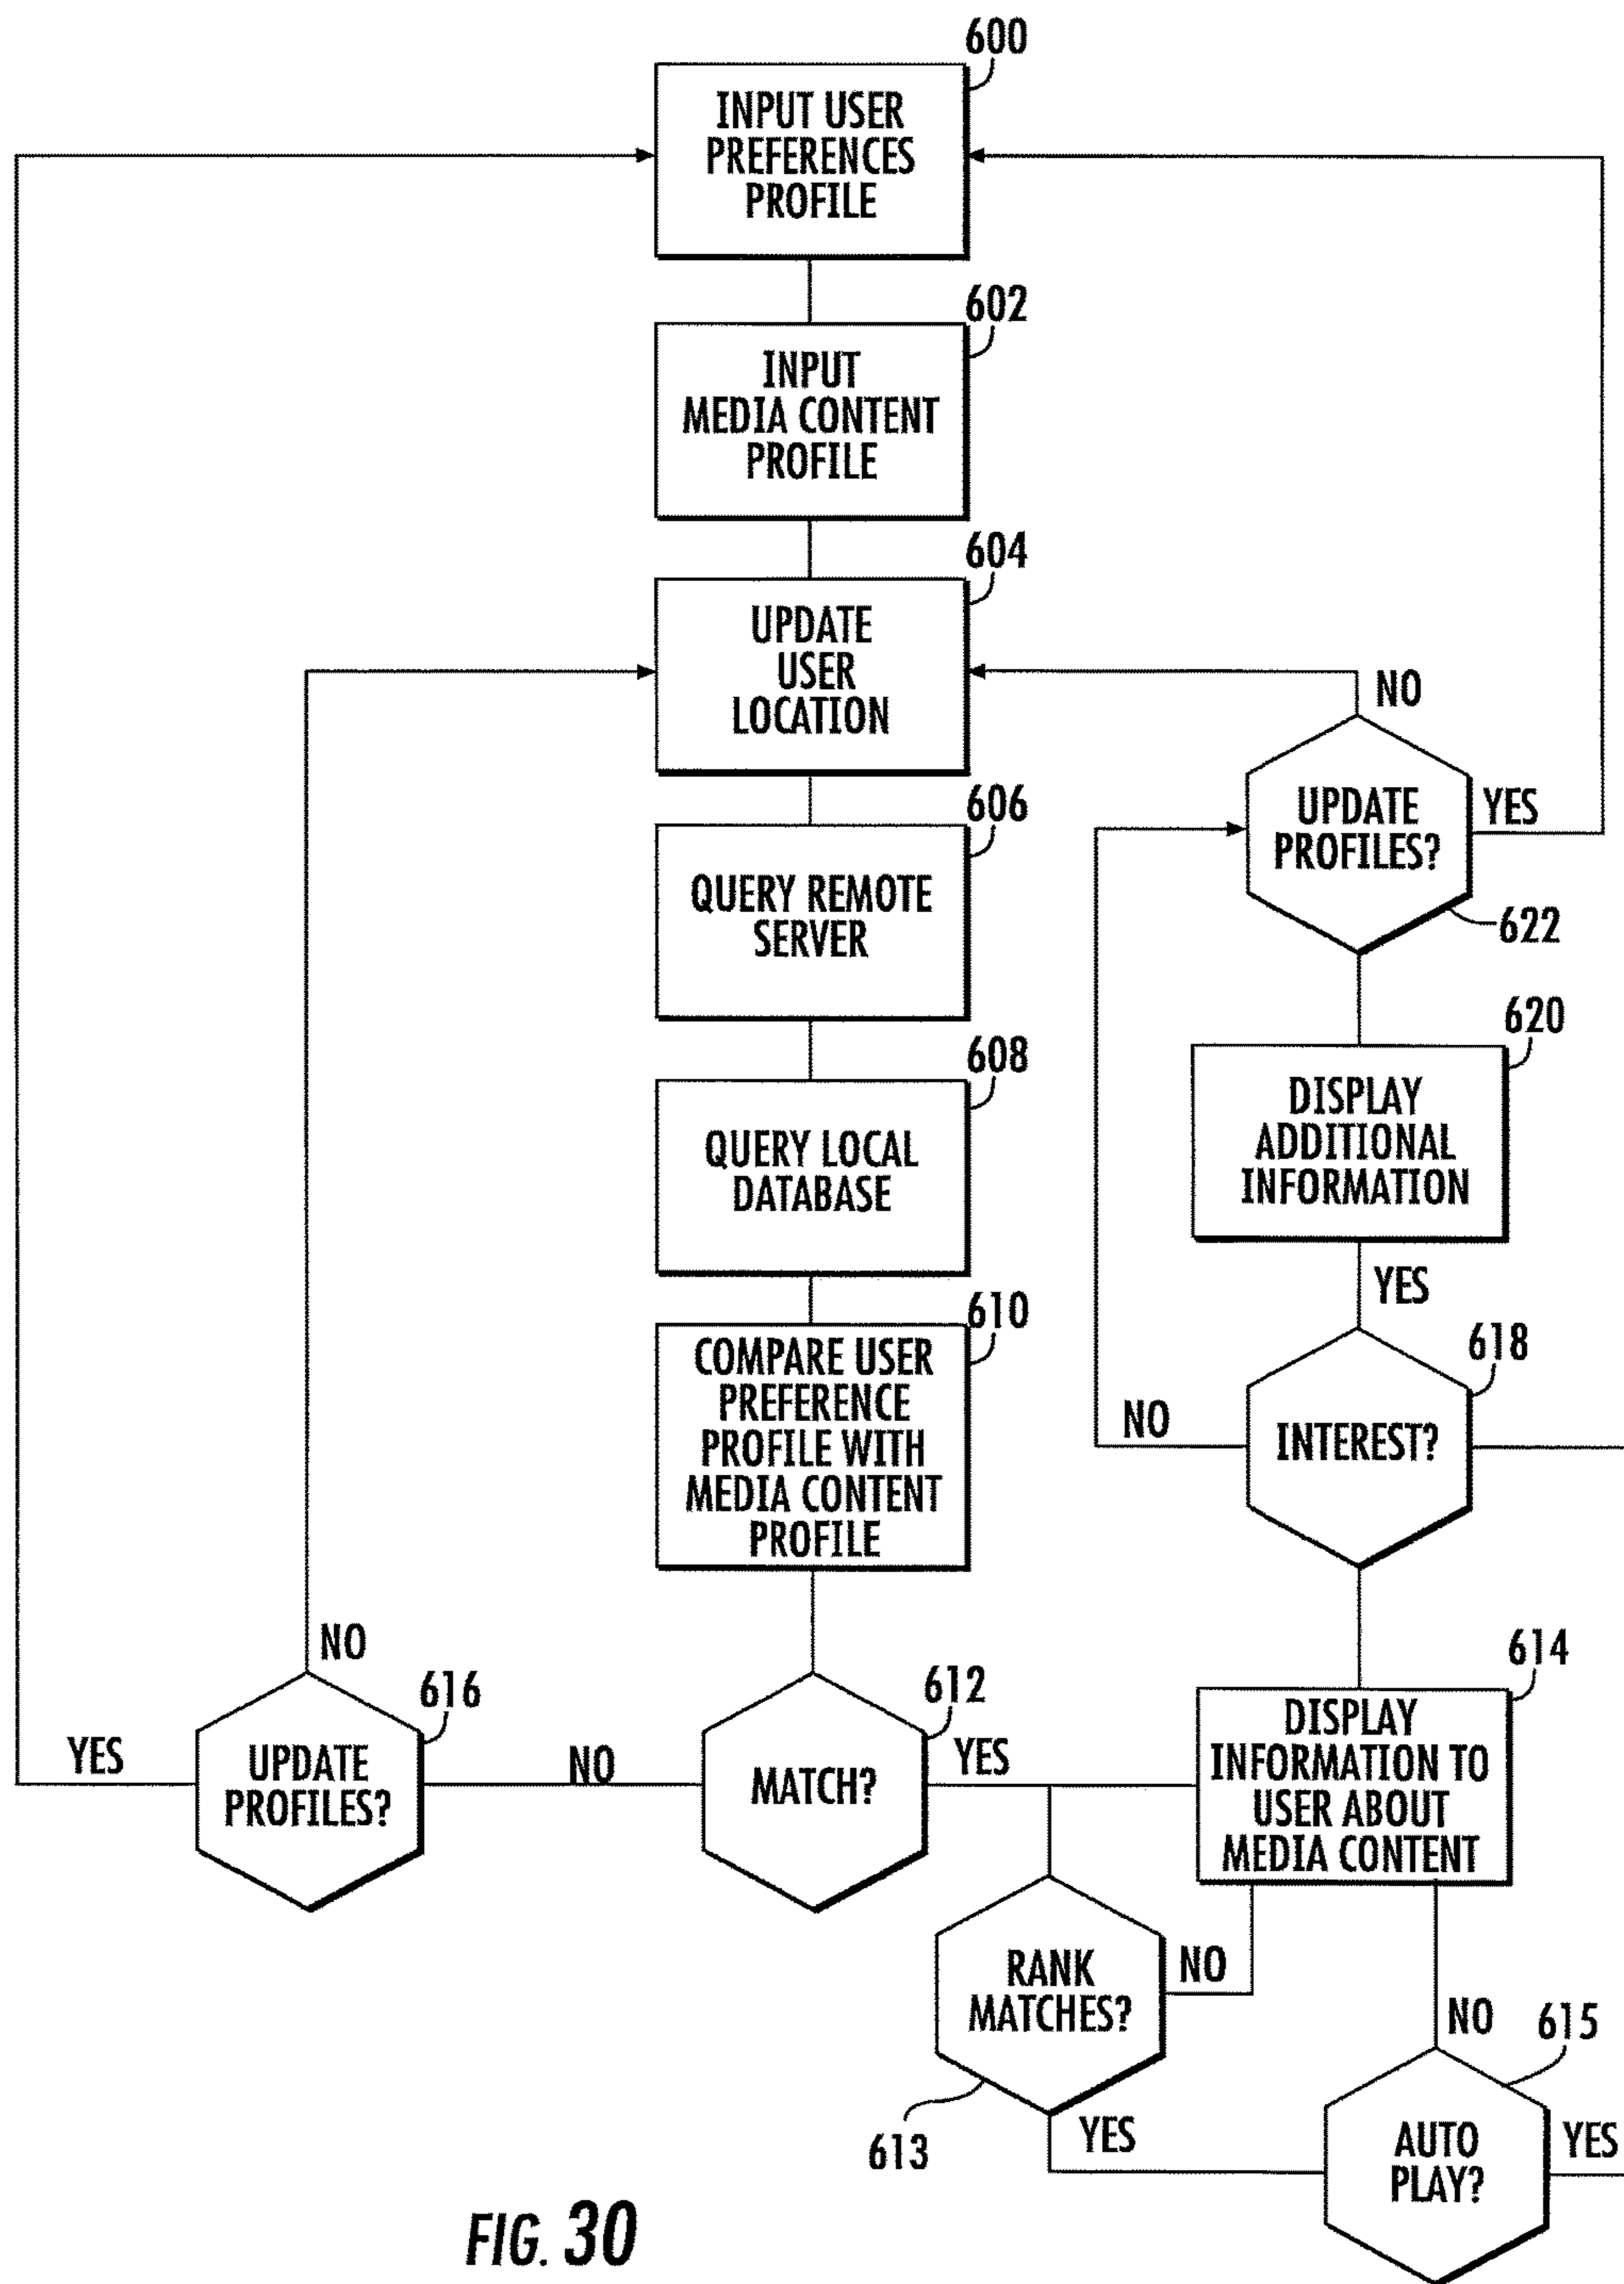 600
INPUT USER
PREFERENCES
PROFILE
602
INPUT
MEDIA CONTENT
PROFILE
604
UPDATE
USER
LOCATION
NO
606
UPDATE
PROFILES?
YES
622
QUERY REMOTE
SERVER
620
DISPLAY
ADDITIONAL
INFORMATION
608
QUERY LOCAL
DATABASE
YES
610
COMPARE USER
PREFERENCE
PROFILE WITH
MEDIA CONTENT
PROFILE
618
INTEREST?
NO
NO
616
UPDATE
PROFILES?
YES
NO
612
MATCH?
YES
614
DISPLAY
INFORMATION TO
USER ABOUT
MEDIA CONTENT
RANK
MATCHES?
NO
613
YES
NO
615
AUTO
PLAY?
YES
FIG. 30